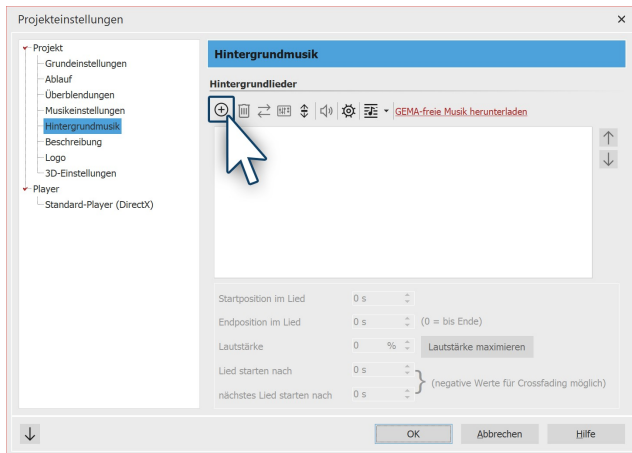 Projekteinstellungen
Projekt
Grundeinstellungen
Ablauf
Überblendungen
Musikeinstellungen
Hintergrundmusik
Beschreibung
Logo
3D-Einstellungen
Player
Standard-Player (DirectX)
Hintergrundmusik
Hintergrundlieder
GEMA-freie Musik herunterladen
Startposition im Lied 0 s
Endposition im Lied 0 s (0 = bis Ende)
Lautstärke 0 % Lautstärke maximieren
Lied starten nach 0 s
(negative Werte für Crossfading möglich)
nächstes Lied starten nach 0 s
OK Abbrechen Hilfe